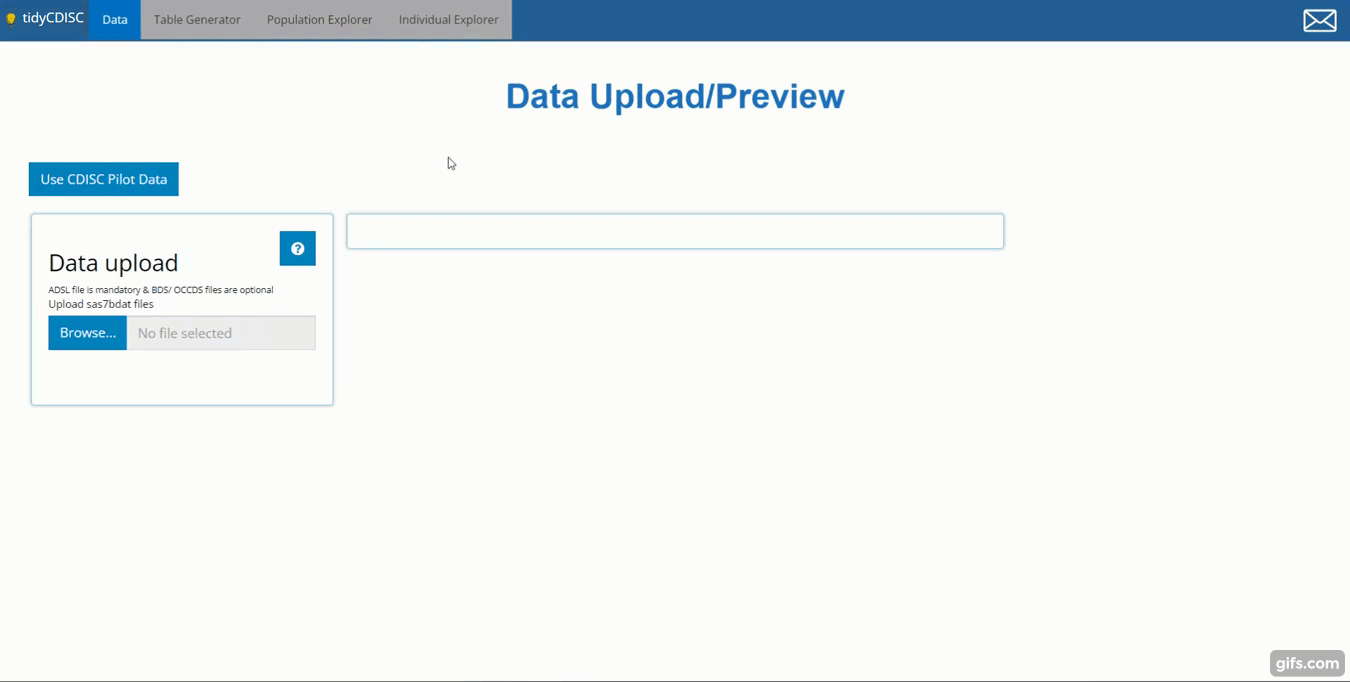 tidyCDISC Data Table Generator Population Explorer Individual Explorer
Data Upload/Preview
Use CDISC Pilot Data
?
Data upload
ADSL file is mandatory & BDS/ OCCDS files are optional
Upload sas7bdat files
Browse... No file selected
gifs.com